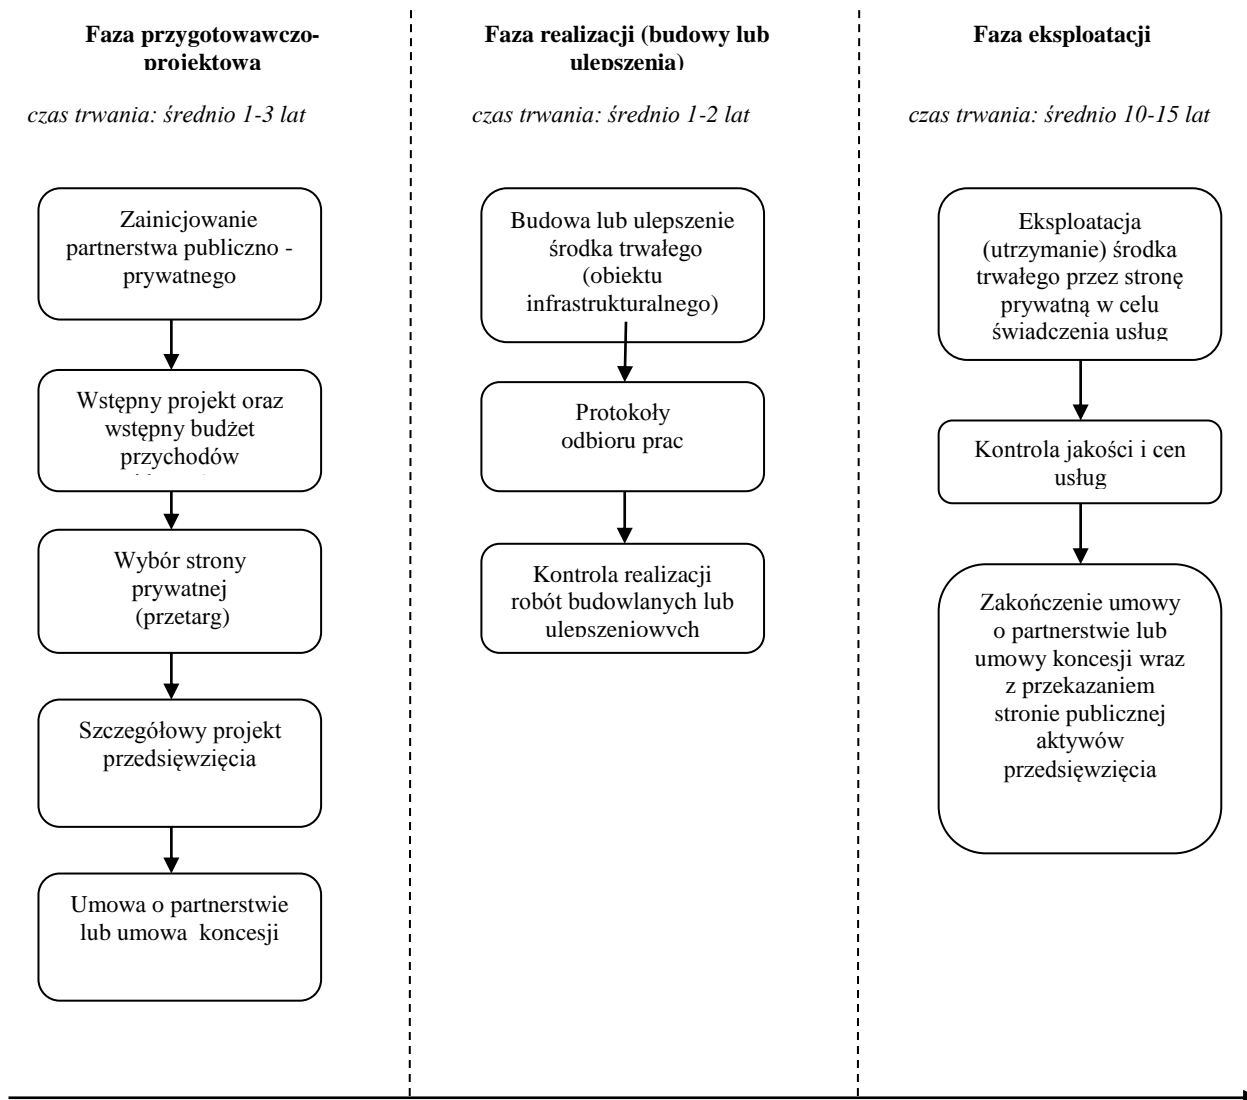 Faza przygotowawczo-
projektowa
czas trwania: średnio 1-3 lat
Zainicjowanie
partnerstwa publiczno -
prywatnego
Wstępny projekt oraz
wstępny budżet
przychodów
Wybór strony
prywatnej
(przetarg)
Szczegółowy projekt
przedsięwzięcia
Umowa o partnerstwie
lub umowa koncesji
Faza realizacji (budowy lub
ulepszenia)
czas trwania: średnio 1-2 lat
Budowa lub ulepszenie
środka trwałego
(obiektu
infrastrukturalnego)
Protokoły
odbioru prac
Kontrola realizacji
robót budowlanych lub
ulepszeniowych
Faza eksploatacji
czas trwania: średnio 10-15 lat
Eksploatacja
(utrzymanie) środka
trwałego przez stronę
prywatną w celu
świadczenia usług
Kontrola jakości i cen
usług
Zakończenie umowy
o partnerstwie lub
umowy koncesji wraz
z przekazaniem
stronie publicznej
aktywów
przedsięwzięcia